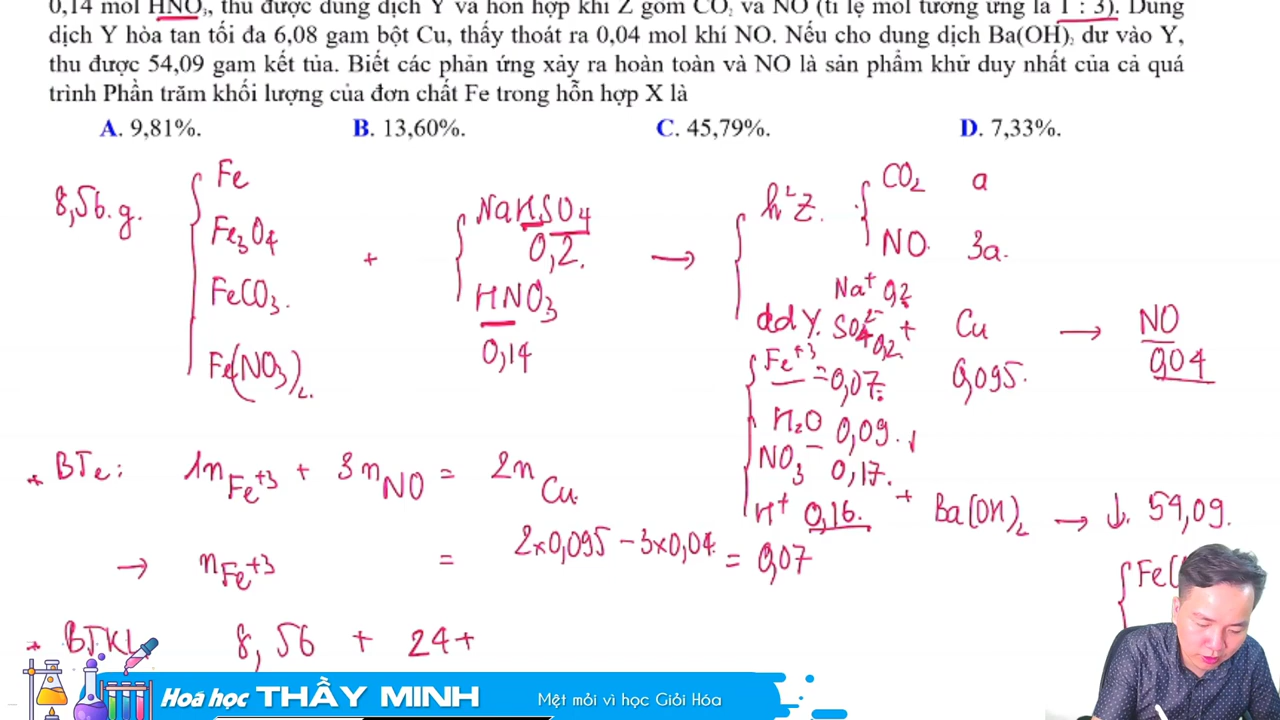 0,14 mol HNO₃, thu được dung dịch Y và hỗn hợp khí Z gồm CO₂ và NO (tỉ lệ mol tương ứng là 1 : 3). Dung
dịch Y hòa tan tối đa 6,08 gam bột Cu, thấy thoát ra 0,04 mol khí NO. Nếu cho dung dịch Ba(OH)₂ dư vào Y,
thu được 54,09 gam kết tủa. Biết các phản ứng xảy ra hoàn toàn và NO là sản phẩm khử duy nhất của cả quá
trình Phần trăm khối lượng của đơn chất Fe trong hỗn hợp X là
A. 9,81%. B. 13,60%. C. 45,79%. D. 7,33%.
8,56.g. Fe
Fe₃O₄
FeCO₃.
Fe(NO₃)₂.
+
NaHSO₄
0,2.
HNO₃
0,14
→
h² Z. CO₂ a
NO 3a.
Na⁺ 0,2
dd Y. SO₄²⁻ 0,2 + Cu → NO
0,095. 0,04
Fe⁺³ = 0,07
H₂O 0,09
NO₃⁻ 0,17.
H⁺ 0,16. + Ba(OH)₂ → ↓. 54,09.
Fe(
* BTe: 1n Fe⁺³ + 3n NO = 2n Cu
→ n Fe⁺³ = 2x0,095 - 3x0,04 = 0,07
* BTKL 8,56 + 24+
Hoá học THẦY MINH
Mệt mỏi vì học Giỏi Hóa